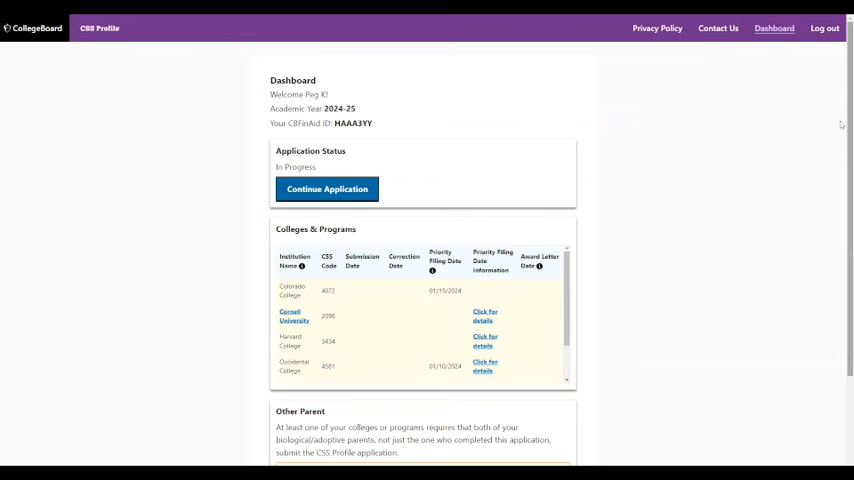 CollegeBoard
CSS Profile
Privacy Policy
Contact Us
Dashboard
Log out
Dashboard
Welcome Peg K!
Academic Year 2024-25
Your CBFinAid ID: HAAA3YY
Application Status
In Progress
Continue Application
Colleges & Programs
Institution Name
CSS Code
Submission Date
Correction Date
Priority Filing Date
Priority Filing Date Information
Award Letter Date
Colorado College 4072 01/15/2024
Cornell University 2098 Click for details
Harvard College 3434 Click for details
Occidental College 4581 01/10/2024 Click for details
Other Parent
At least one of your colleges or programs requires that both of your
biological/adoptive parents, not just the one who completed this application,
submit the CSS Profile application.